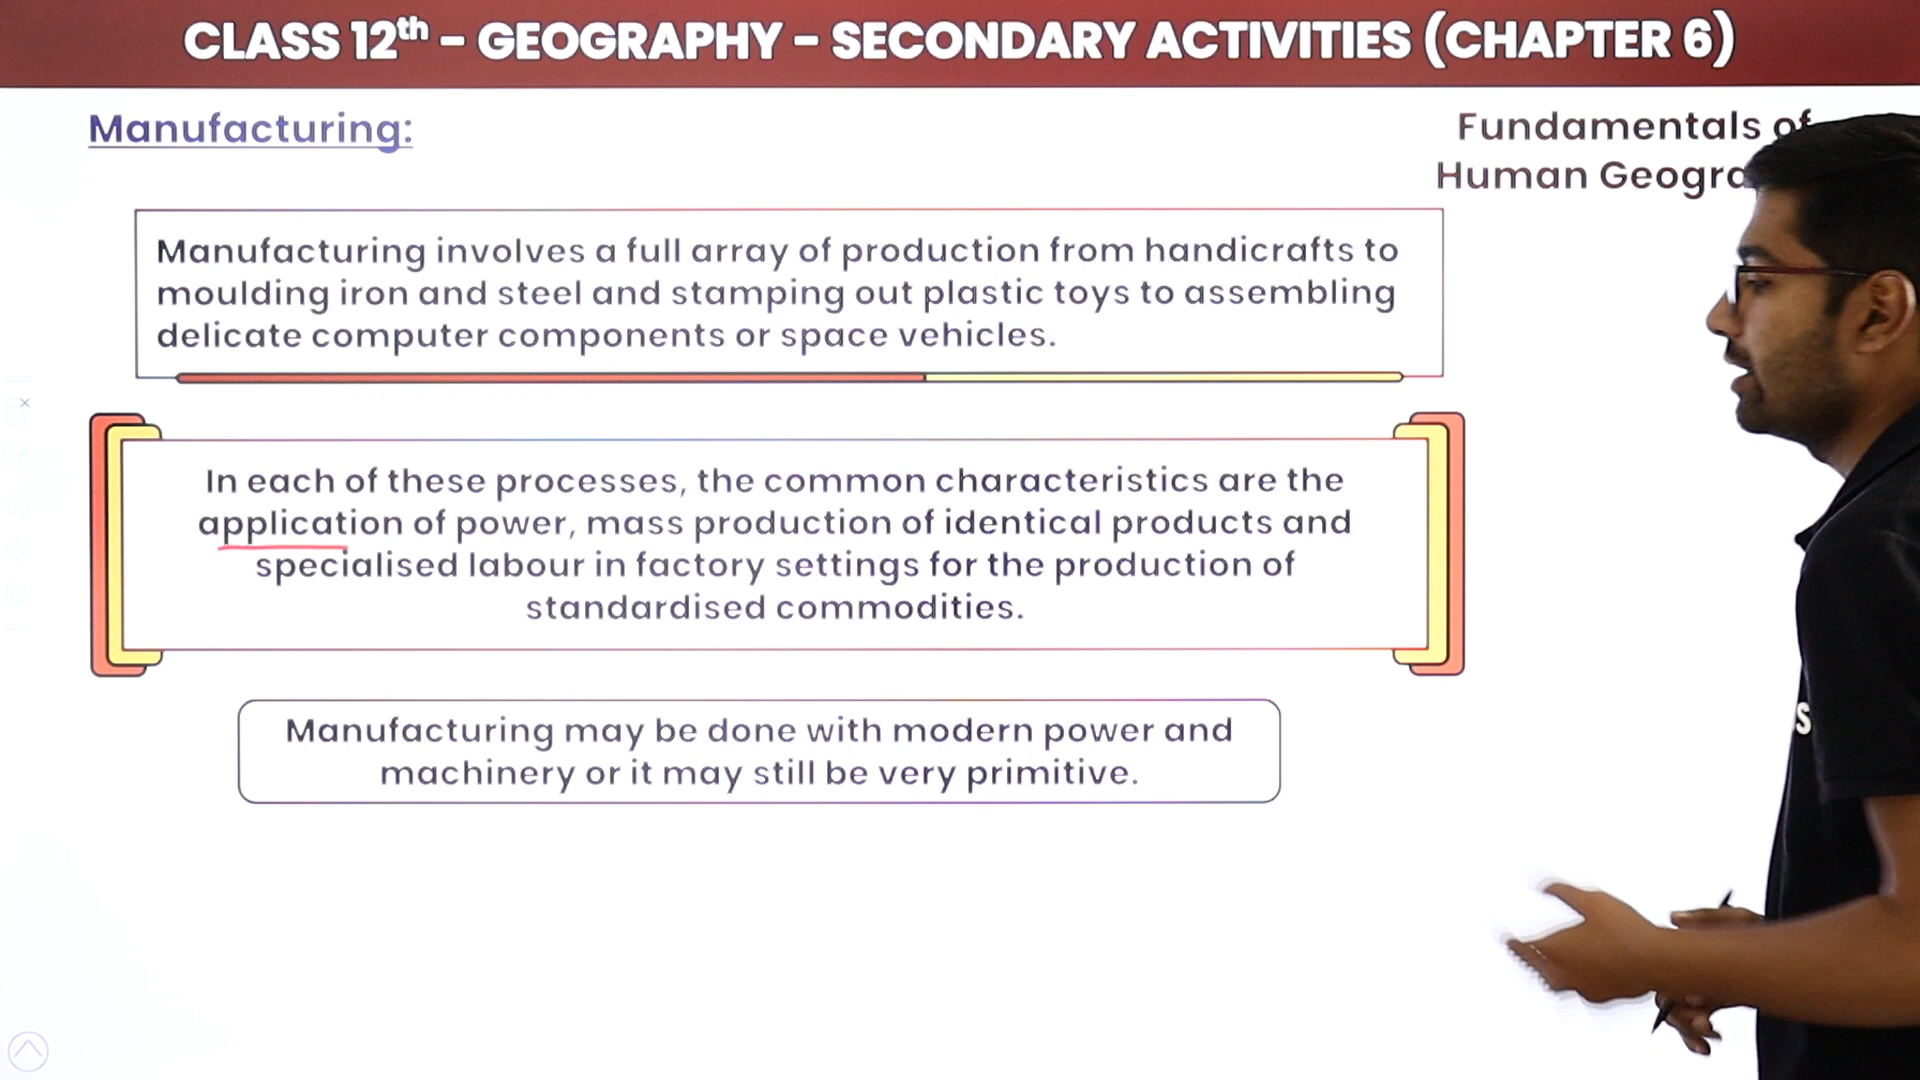 CLASS 12th - GEOGRAPHY - SECONDARY ACTIVITIES (CHAPTER 6)
Manufacturing:
Fundamentals of
Human
Manufacturing involves a full array of production from handicrafts to
moulding iron and steel and stamping out plastic toys to assembling
delicate computer components or space vehicles.
In each of these processes, the common characteristics are the
application of power, mass production of identical products and
specialised labour in factory settings for the production of
standardised commodities.
Manufacturing may be done with modern power and
machinery or it may still be very primitive.